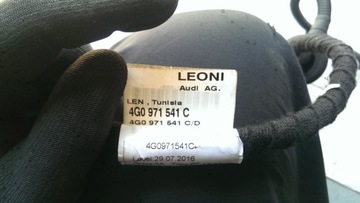 LEONI
Audi AG.
LEN , Tunisia
4G0 971 541 C
4G0 971 541 C/D
4G0971541C
29.07.2016